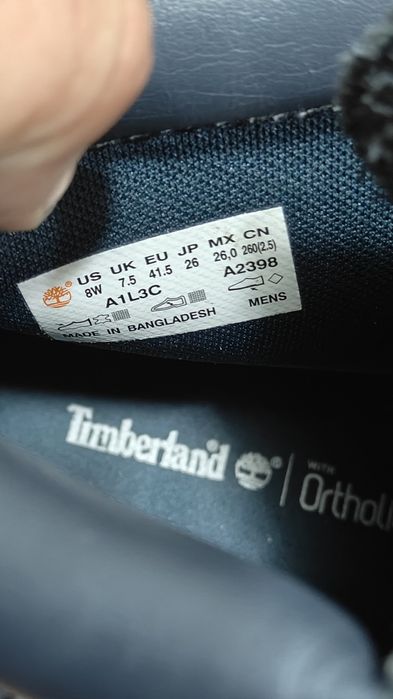 US UK EU JP MX CN
8W 7.5 41.5 26 26,0 260(2.5)
A1L3C A2398
MENS
MADE IN BANGLADESH
Timberland ® | WITH
Orthol